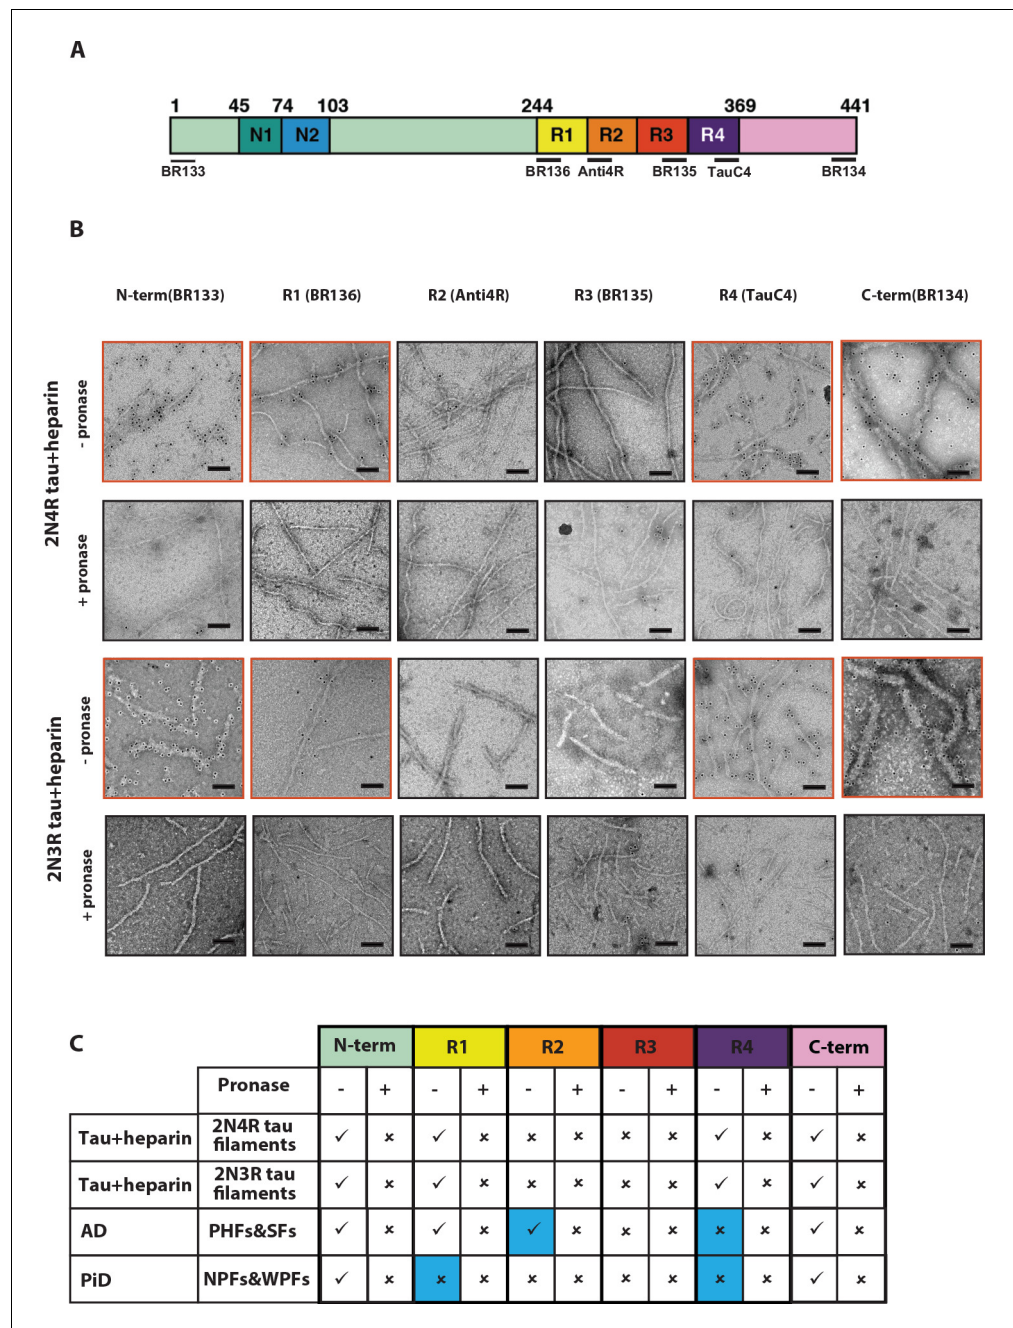 A
1 45 74 103 244 369 441
N1 N2 R1 R2 R3 R4
BR133 BR136 Anti4R BR135 TauC4 BR134
B
N-term(BR133) R1 (BR136) R2 (Anti4R) R3 (BR135) R4 (TauC4) C-term(BR134)
2N4R tau+heparin
- pronase
+ pronase
2N3R tau+heparin
-pronase
+ pronase
C
N-term R1 R2 R3 R4 C-term
Pronase - + - + - + - + - + - +
Tau+heparin 2N4R tau filaments ✓ x ✓ x x x x x ✓ x ✓ x
Tau+heparin 2N3R tau filaments ✓ x ✓ x x x x x ✓ x ✓ x
AD PHFs&SFs ✓ x ✓ x ✓ x x x x x ✓ x
PiD NPFs&WPFs ✓ x x x x x x x x x ✓ x